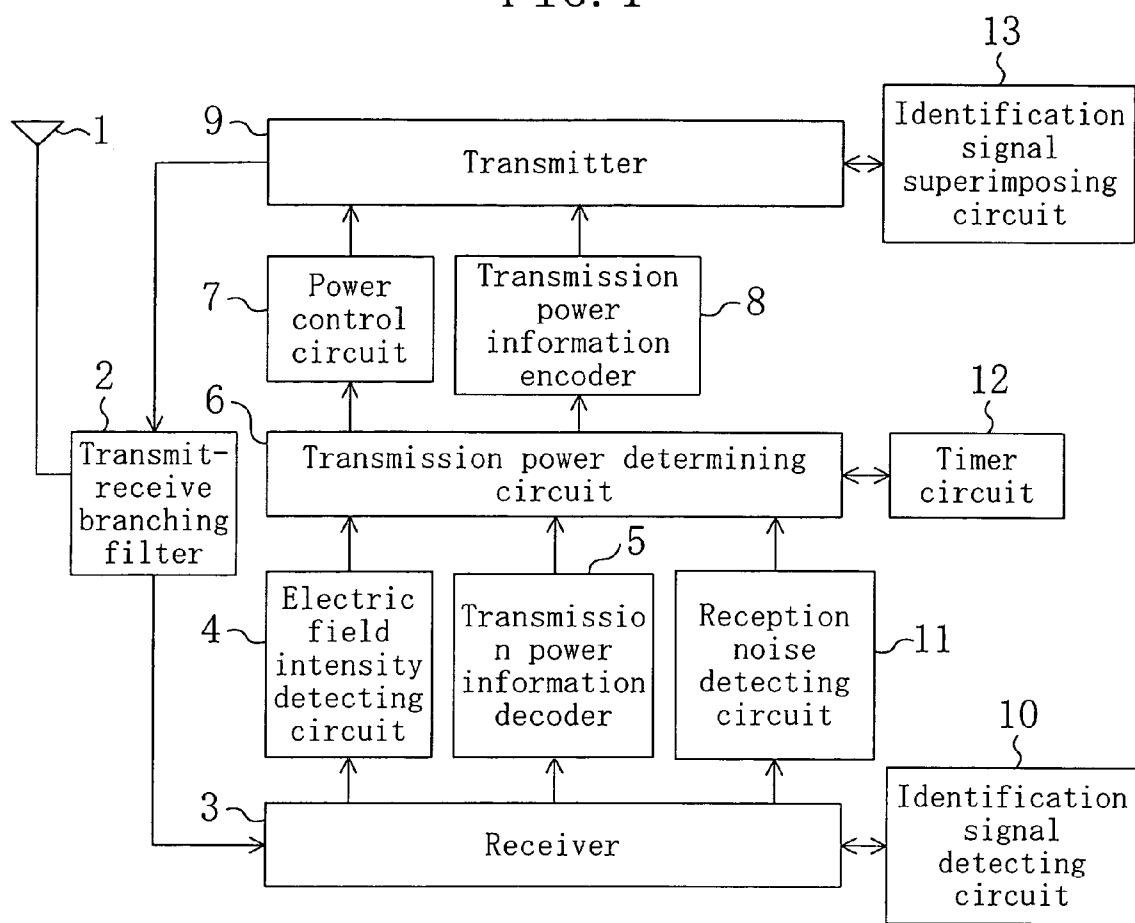 FIG. 1
13
Identification
signal
superimposing
circuit
1
9
Transmitter
7
Power
control
circuit
Transmission
power
information
encoder
8
2
Transmit-
receive
branching
filter
6
Transmission power determining
circuit
12
Timer
circuit
4
Electric
field
intensity
detecting
circuit
5
Transmissio
n power
information
decoder
Reception
noise
detecting
circuit
11
3
Receiver
10
Identification
signal
detecting
circuit